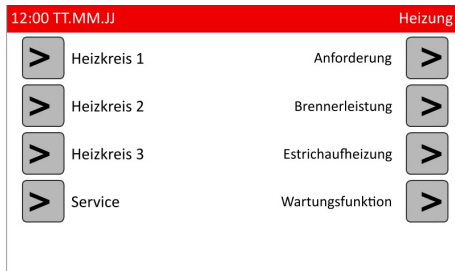 12:00 TT.MM.JJ Heizung
> Heizkreis 1 Anforderung >
> Heizkreis 2 Brennerleistung >
> Heizkreis 3 Estrichaufheizung >
> Service Wartungsfunktion >